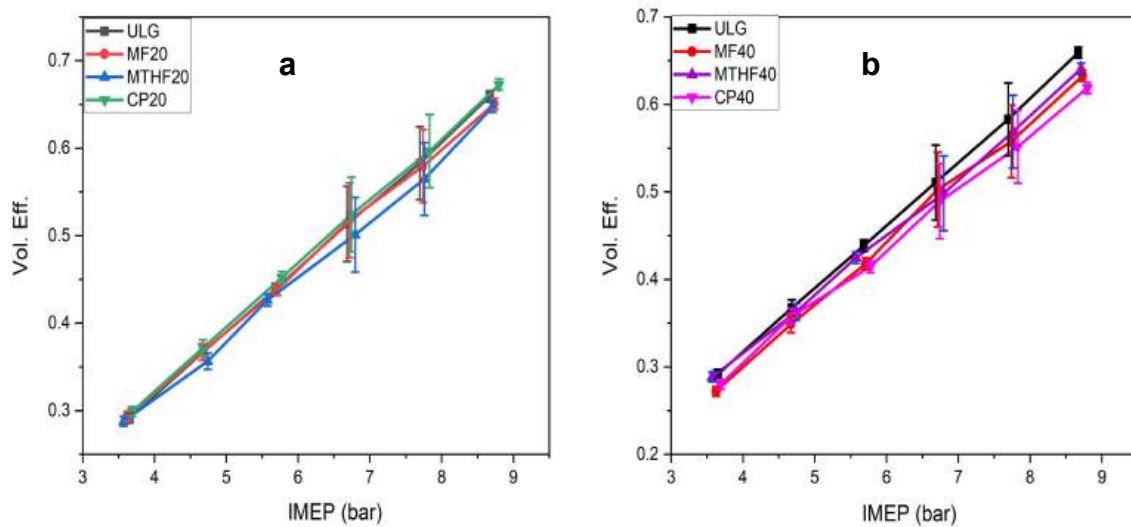 a
ULG
MF20
MTHF20
CP20
Vol. Eff.
0.7
0.6
0.5
0.4
0.3
3 4 5 6 7 8 9
IMEP (bar)
b
ULG
MF40
MTHF40
CP40
Vol. Eff.
0.7
0.6
0.5
0.4
0.3
0.2
3 4 5 6 7 8 9
IMEP (bar)